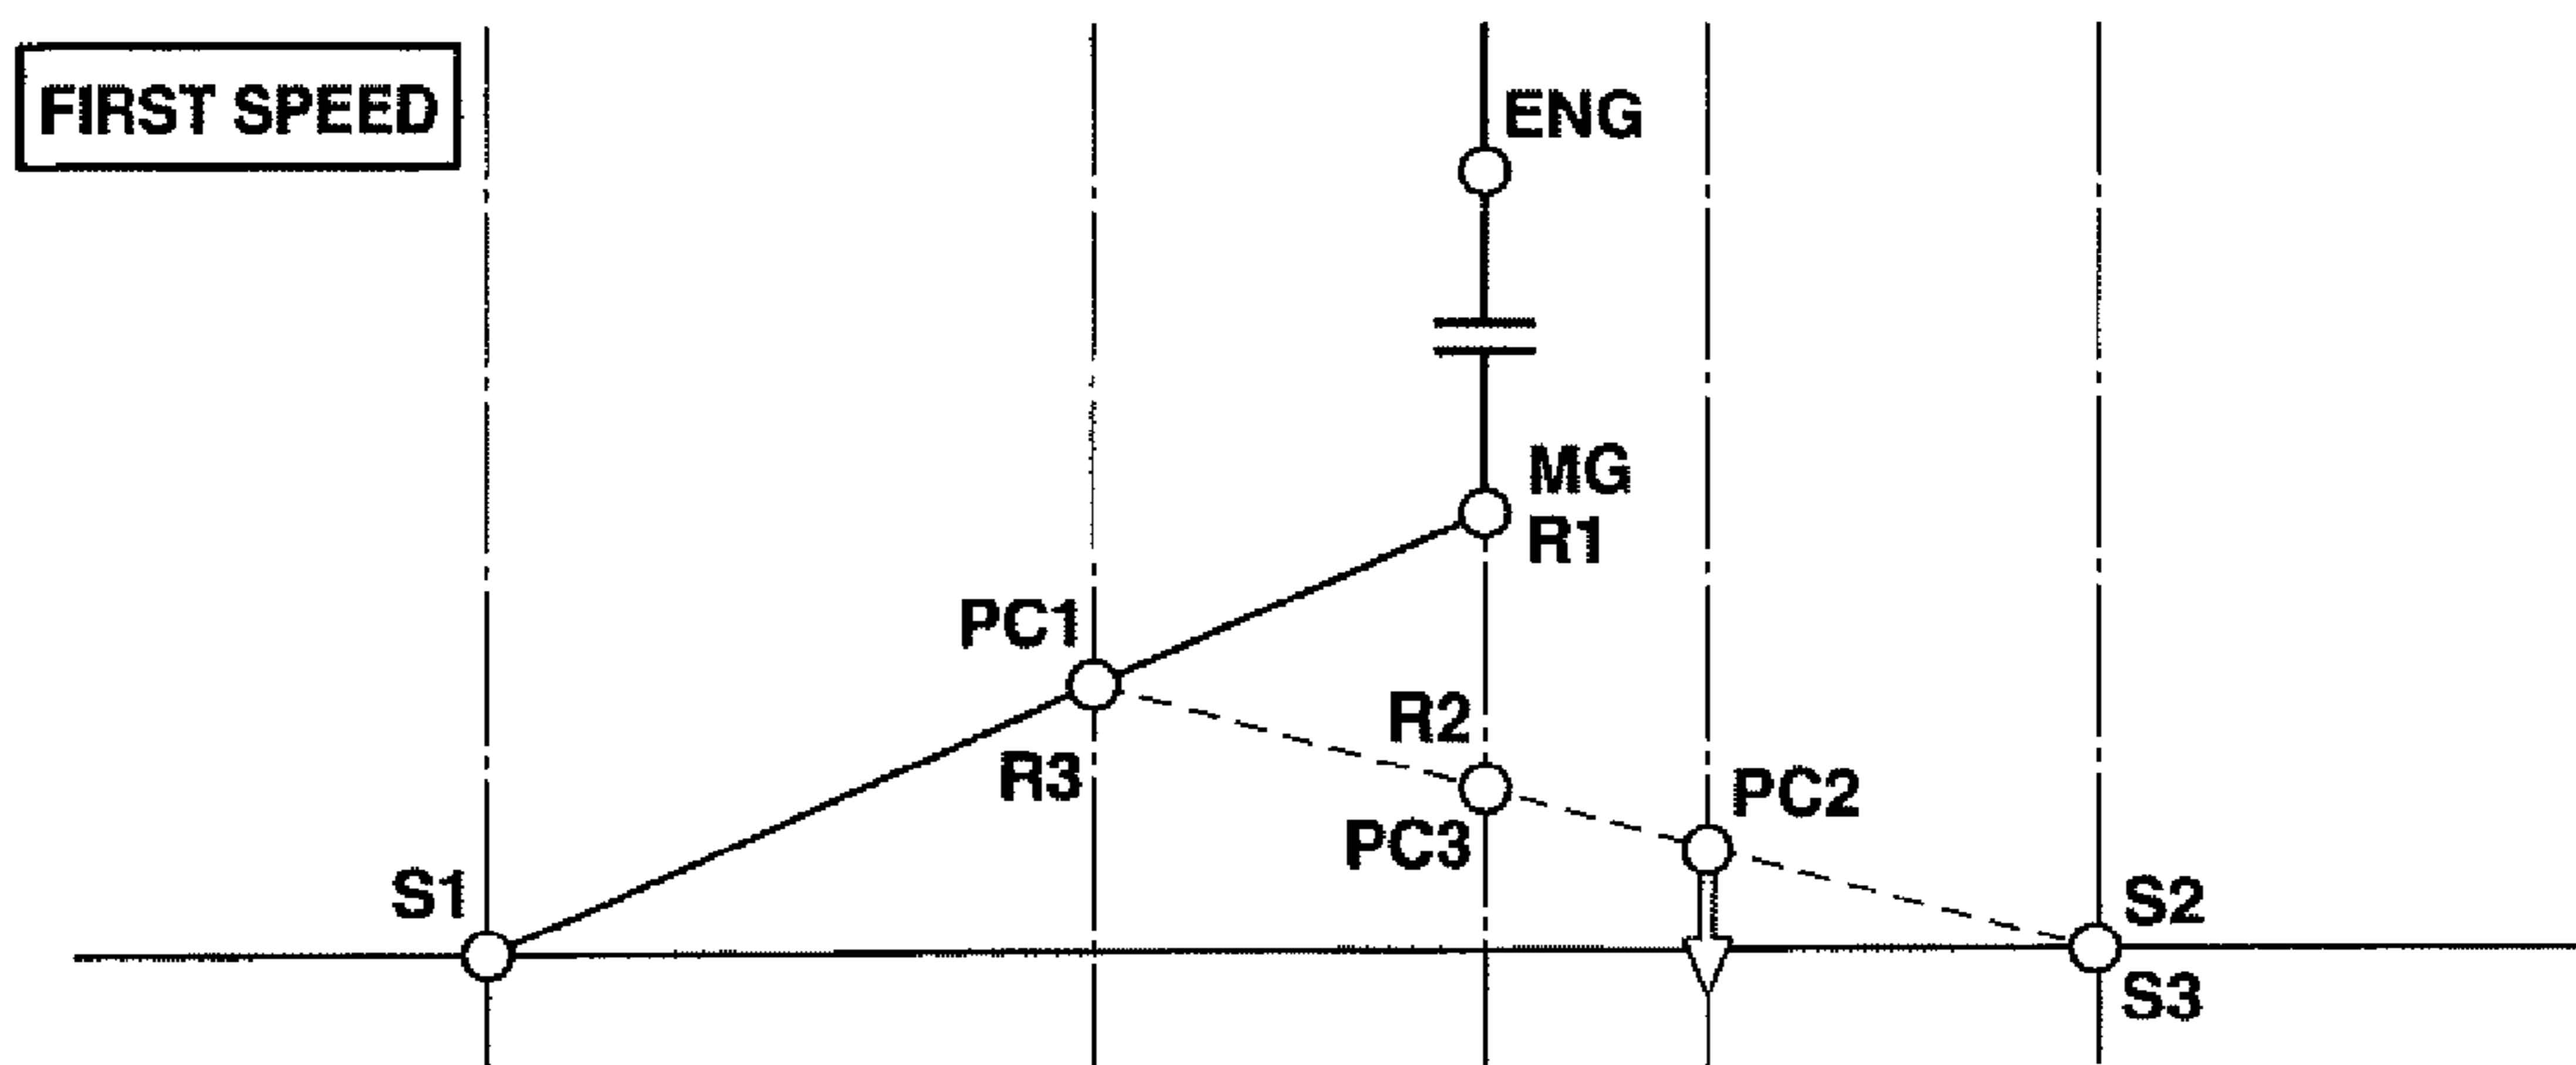 FIRST SPEED
ENG
MG
R1
PC1
R3
R2
PC3
PC2
S1
S2
S3